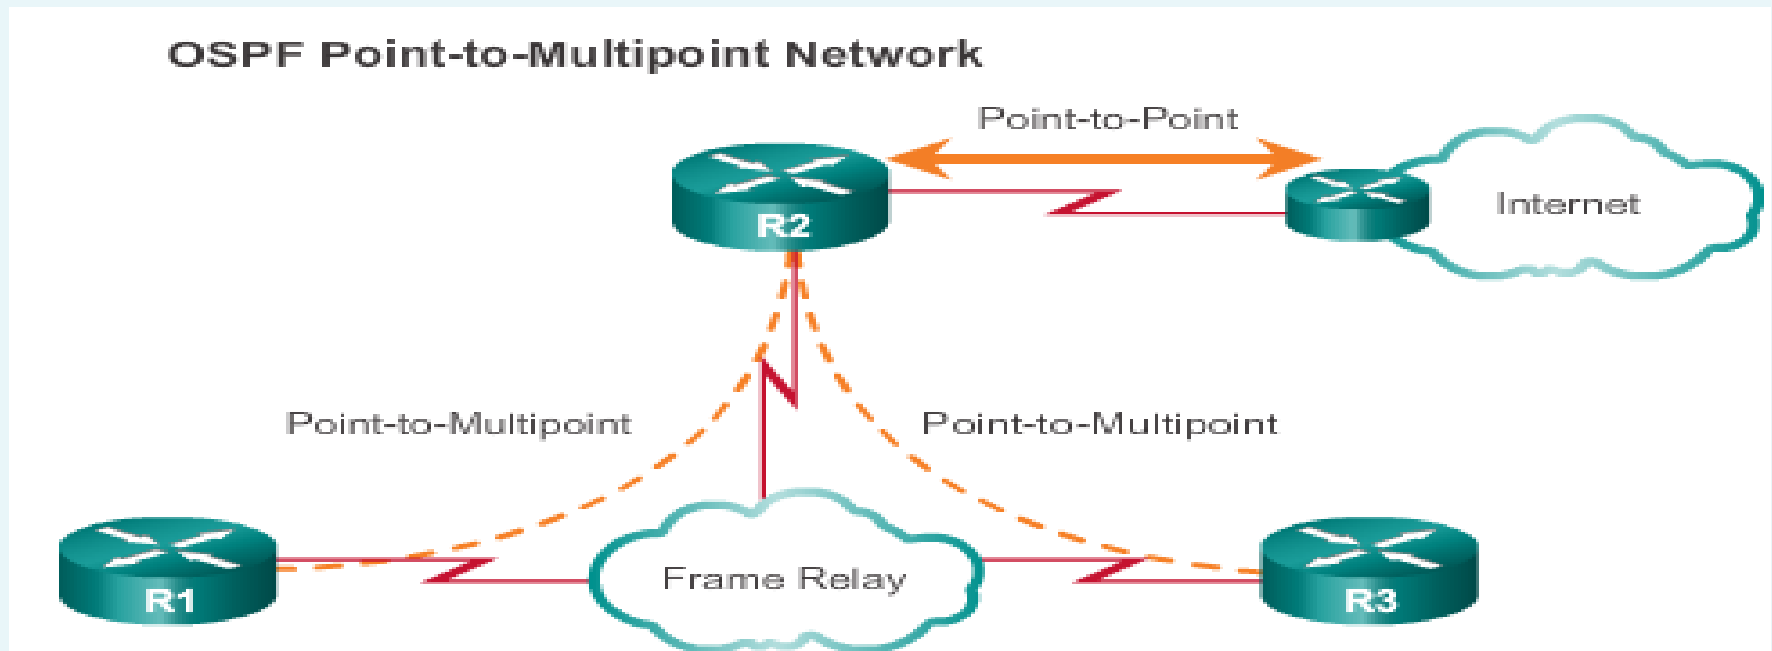 OSPF Point-to-Multipoint Network
Point-to-Point
Internet
R2
Point-to-Multipoint
Point-to-Multipoint
R1
Frame Relay
R3